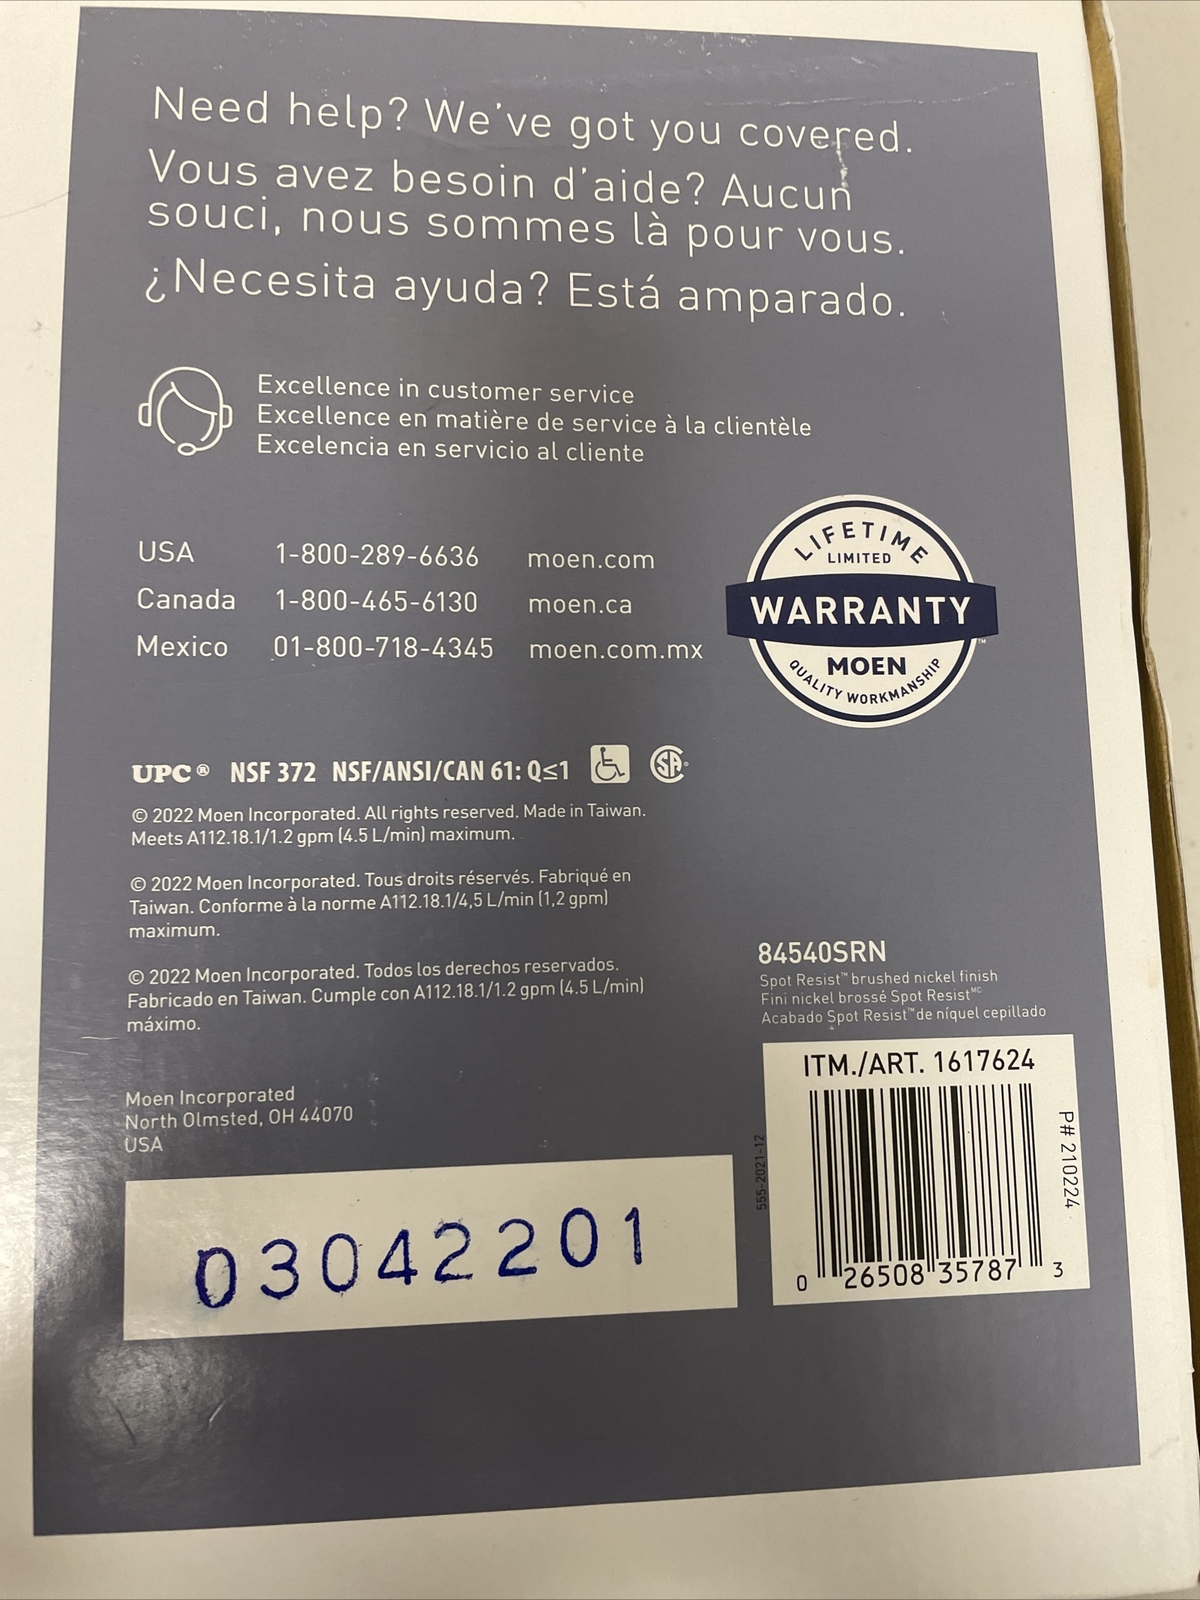 Need help? We've got you covered.
Vous avez besoin d'aide? Aucun
souci, nous sommes là pour vous.
¿Necesita ayuda? Está amparado.
Excellence in customer service
Excellence en matière de service à la clientèle
Excelencia en servicio al cliente
USA 1-800-289-6636 moen.com
Canada 1-800-465-6130 moen.ca
Mexico 01-800-718-4345 moen.com.mx
LIFETIME
LIMITED
WARRANTY™
MOEN
QUALITY WORKMANSHIP
UPC® NSF 372 NSF/ANSI/CAN 61: Q≤1 SA®
© 2022 Moen Incorporated. All rights reserved. Made in Taiwan.
Meets A112.18.1/1.2 gpm (4.5 L/min) maximum.
© 2022 Moen Incorporated. Tous droits réservés. Fabriqué en
Taiwan. Conforme à la norme A112.18.1/4,5 L/min (1,2 gpm)
maximum.
© 2022 Moen Incorporated. Todos los derechos reservados.
Fabricado en Taiwan. Cumple con A112.18.1/1.2 gpm (4.5 L/min)
máximo.
84540SRN
Spot Resist™ brushed nickel finish
Fini nickel brossé Spot Resist MC
Acabado Spot Resist™ de níquel cepillado
Moen Incorporated
North Olmsted, OH 44070
USA
ITM./ART. 1617624
555-2021-12
P# 210224
0 26508 35787 3
03042201